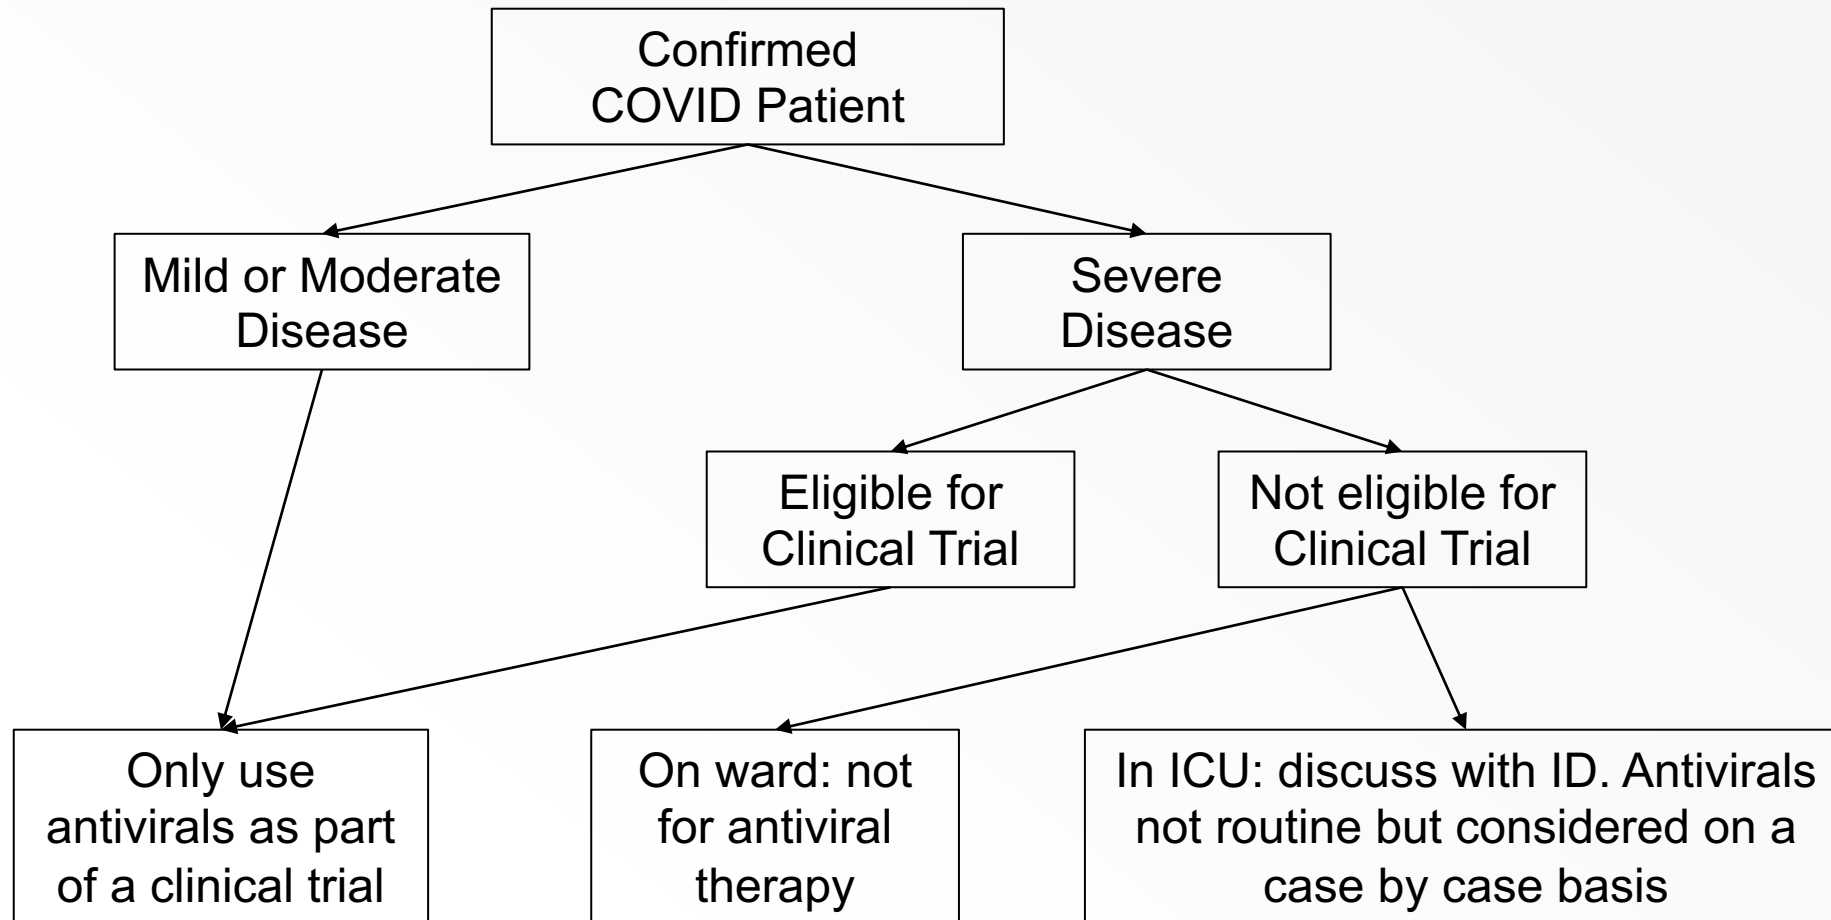 Confirmed
COVID Patient
Mild or Moderate
Disease
Severe
Disease
Eligible for
Clinical Trial
Not eligible for
Clinical Trial
Only use
antivirals as part
of a clinical trial
On ward: not
for antiviral
therapy
In ICU: discuss with ID. Antivirals
not routine but considered on a
case by case basis